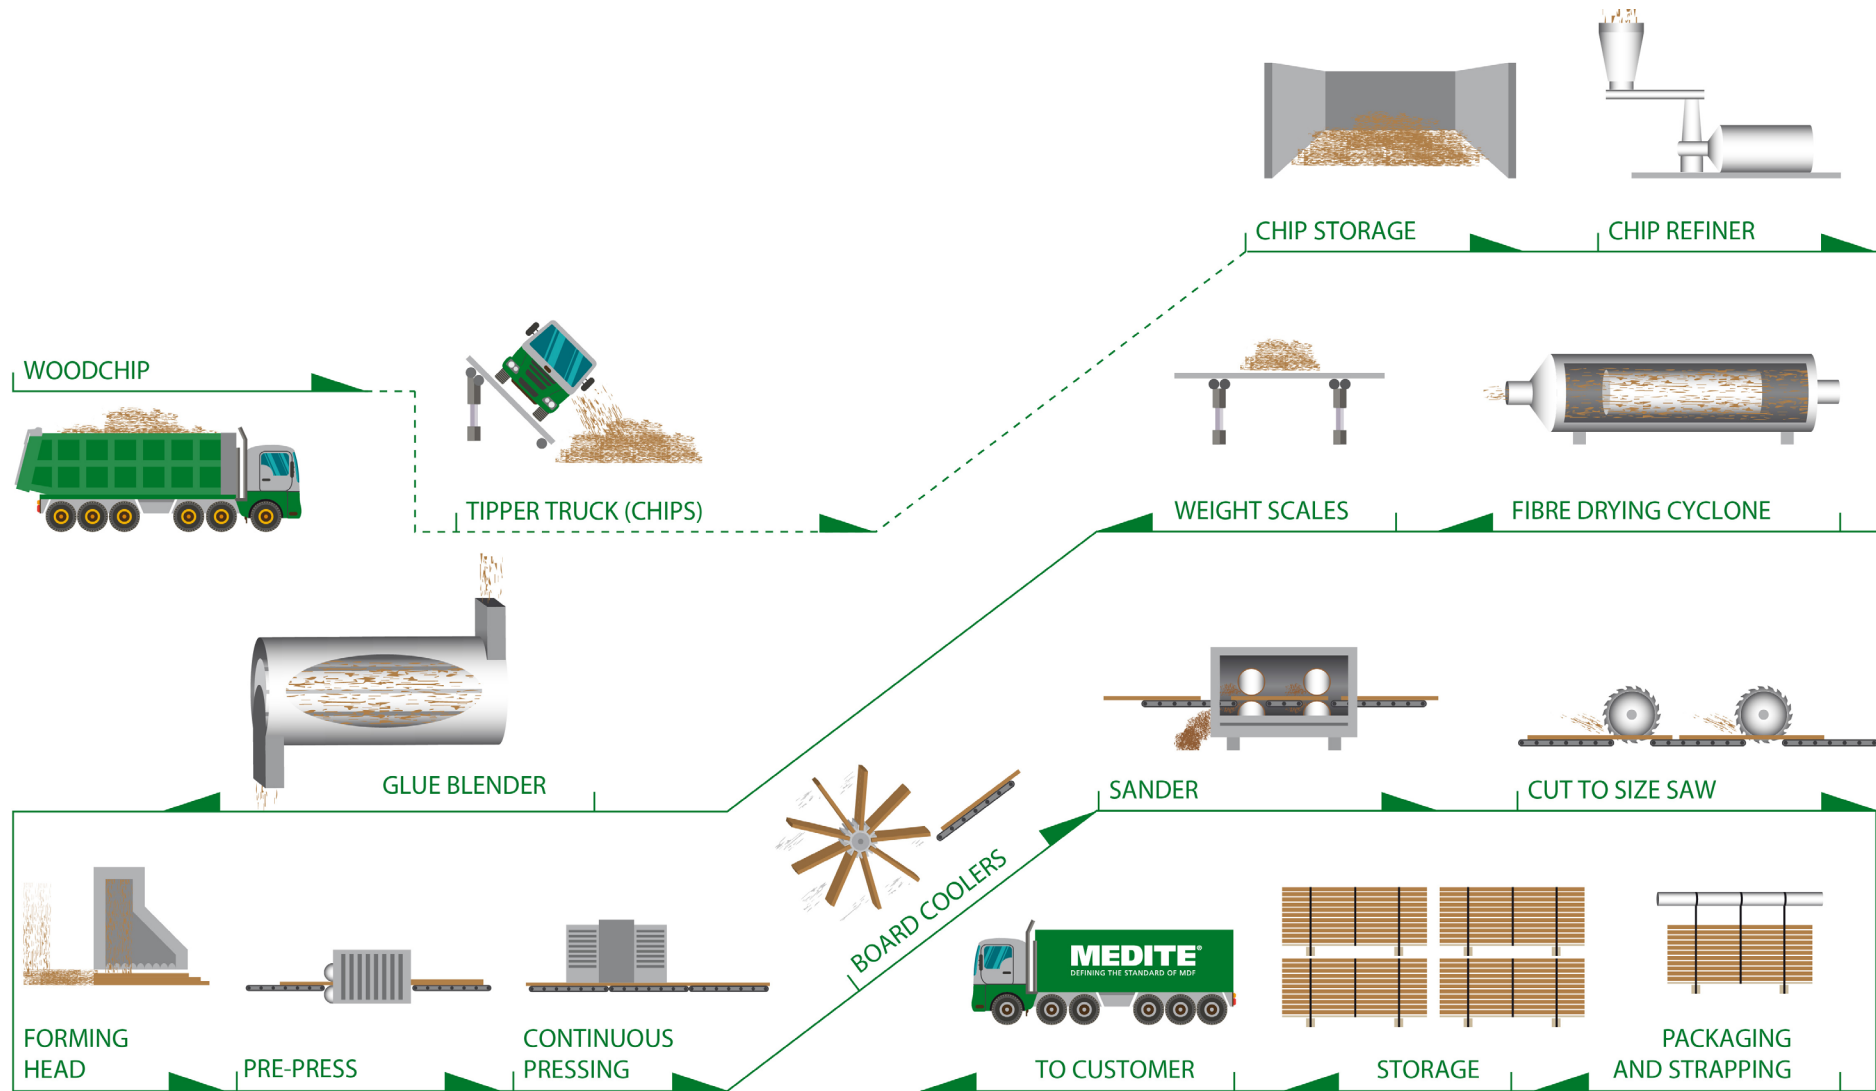 WOODCHIP
TIPPER TRUCK (CHIPS)
CHIP STORAGE
CHIP REFINER
FIBRE DRYING CYCLONE
WEIGHT SCALES
GLUE BLENDER
FORMING
HEAD
PRE-PRESS
CONTINUOUS
PRESSING
BOARD COOLERS
SANDER
CUT TO SIZE SAW
PACKAGING
AND STRAPPING
STORAGE
TO CUSTOMER
MEDITE®
DEFINING THE STANDARD OF MDF